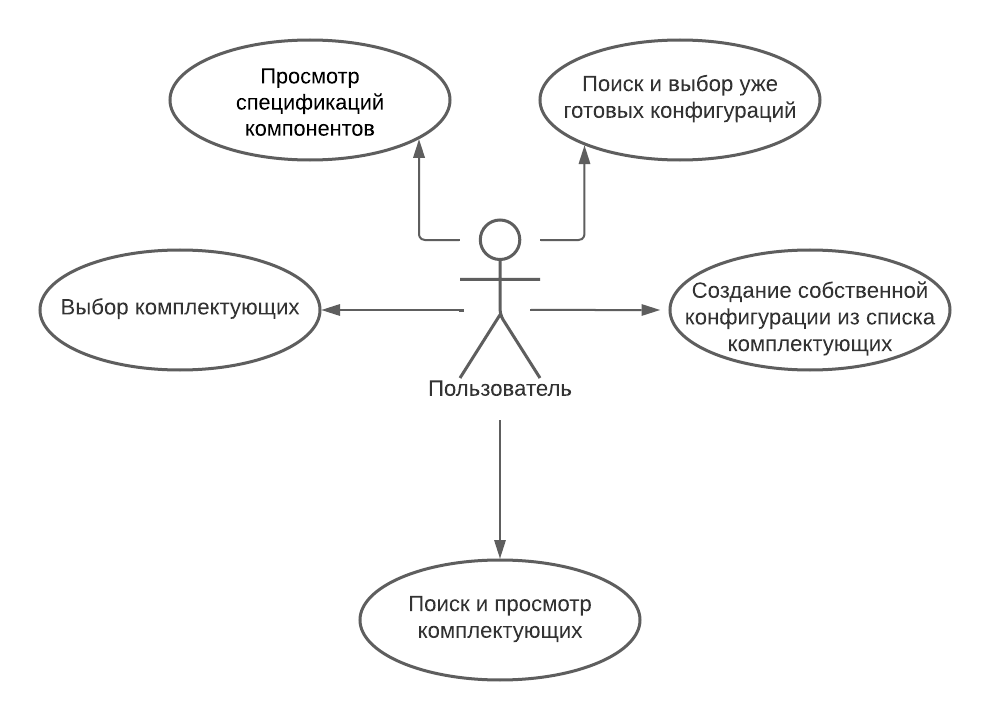 Просмотр
спецификаций
компонентов
Поиск и выбор уже
готовых конфигураций
Выбор комплектующих
Создание собственной
конфигурации из списка
комплектующих
Пользователь
Поиск и просмотр
комплектующих